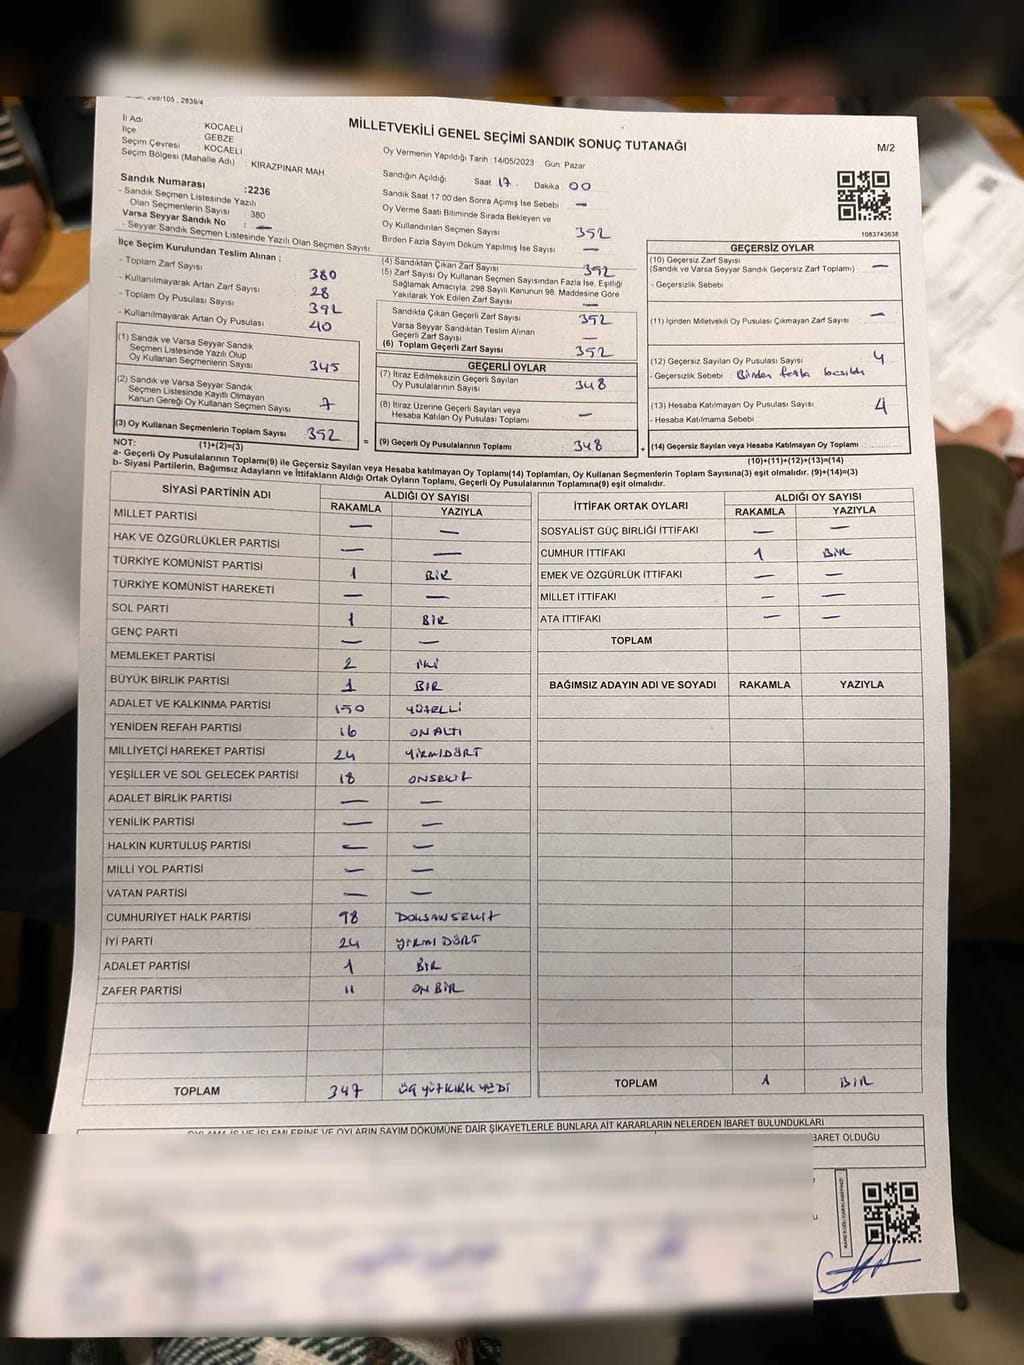 298/105 , 2839/4
İl Adı : KOCAELİ
İlçe : GEBZE
Seçim Çevresi : KOCAELİ
Seçim Bölgesi (Mahalle Adı) : KIRAZPINAR MAH
MİLLETVEKİLİ GENEL SEÇİMİ SANDIK SONUÇ TUTANAĞI
M/2
Sandık Numarası :2236
- Sandık Seçmen Listesinde Yazılı
Olan Seçmenlerin Sayısı : 380
Varsa Seyyar Sandık No : —
- Seyyar Sandık Seçmen Listesinde Yazılı Olan Seçmen Sayısı:
Oy Vermenin Yapıldığı Tarih :14/05/2023 Gün: Pazar
Sandığın Açıldığı Saat 17. Dakika 00
Sandık Saat 17.00'den Sonra Açımış İse Sebebi : —
Oy Verme Saati Bitiminde Sırada Bekleyen ve
Oy Kullandırılan Seçmen Sayısı 352
Birden Fazla Sayım Döküm Yapılmış İse Sayısı —
1083743638
İlçe Seçim Kurulundan Teslim Alınan ;
- Toplam Zarf Sayısı 380
- Kullanılmayarak Artan Zarf Sayısı 28
- Toplam Oy Pusulası Sayısı 392
- Kullanılmayarak Artan Oy Pusulası 40
(1) Sandık ve Varsa Seyyar Sandık
Seçmen Listesinde Yazılı Olup
Oy Kullanan Seçmenlerin Sayısı 345
(2) Sandık ve Varsa Seyyar Sandık
Seçmen Listesinde Kayıtlı Olmayan
Kanun Gereği Oy Kullanan Seçmen Sayısı 7
(3) Oy Kullanan Seçmenlerin Toplam Sayısı 352
(1)+(2)=(3)
(4) Sandıktan Çıkan Zarf Sayısı 352
(5) Zarf Sayısı Oy Kullanan Seçmen Sayısından Fazla İse, Eşitliği
Sağlamak Amacıyla, 298 Sayılı Kanunun 98. Maddesine Göre
Yakılarak Yok Edilen Zarf Sayısı —
Sandıkta Çıkan Geçerli Zarf Sayısı 352
Varsa Seyyar Sandıktan Teslim Alınan
Geçerli Zarf Sayısı —
(6) Toplam Geçerli Zarf Sayısı 352
GEÇERLİ OYLAR
(7) İtiraz Edilmeksizin Geçerli Sayılan
Oy Pusulalarının Sayısı 348
(8) İtiraz Üzerine Geçerli Sayılan veya
Hesaba Katılan Oy Pusulası Toplamı —
= (9) Geçerli Oy Pusulalarının Toplamı 348
GEÇERSİZ OYLAR
(10) Geçersiz Zarf Sayısı
(Sandık ve Varsa Seyyar Sandık Geçersiz Zarf Toplamı) : —
- Geçersizlik Sebebi :
(11) İçinden Milletvekili Oy Pusulası Çıkmayan Zarf Sayısı : —
(12) Geçersiz Sayılan Oy Pusulası Sayısı : 4
- Geçersizlik Sebebi : Birden fazla basıldı
(13) Hesaba Katılmayan Oy Pusulası Sayısı : 4
- Hesaba Katılmama Sebebi :
+ (14) Geçersiz Sayılan veya Hesaba Katılmayan Oy Toplamı
(10)+(11)+(12)+(13)=(14)
NOT:
a- Geçerli Oy Pusulalarının Toplamı(9) ile Geçersiz Sayılan veya Hesaba katılmayan Oy Toplamı(14) Toplamları, Oy Kullanan Seçmenlerin Toplam Sayısına(3) eşit olmalıdır. (9)+(14)=(3)
b- Siyasi Partilerin, Bağımsız Adayların ve İttifakların Aldığı Ortak Oyların Toplamı, Geçerli Oy Pusulalarının Toplamına(9) eşit olmalıdır.
SİYASİ PARTİNİN ADI ALDIĞI OY SAYISI
RAKAMLA YAZIYLA
MİLLET PARTİSİ — —
HAK VE ÖZGÜRLÜKLER PARTİSİ — —
TÜRKİYE KOMÜNİST PARTİSİ 1 BİR
TÜRKİYE KOMÜNİST HAREKETİ — —
SOL PARTİ 1 BİR
GENÇ PARTİ — —
MEMLEKET PARTİSİ 2 iki
BÜYÜK BİRLİK PARTİSİ 1 BİR
ADALET VE KALKINMA PARTİSİ 150 YÜZELLİ
YENİDEN REFAH PARTİSİ 16 ONALTI
MİLLİYETÇİ HAREKET PARTİSİ 24 YİRMİDÖRT
YEŞİLLER VE SOL GELECEK PARTİSİ 18 ONSEKİZ
ADALET BİRLİK PARTİSİ — —
YENİLİK PARTİSİ — —
HALKIN KURTULUŞ PARTİSİ — —
MİLLİ YOL PARTİSİ — —
VATAN PARTİSİ — —
CUMHURİYET HALK PARTİSİ 98 DOKSANSEKİZ
İYİ PARTİ 24 YİRMİ DÖRT
ADALET PARTİSİ 1 BİR
ZAFER PARTİSİ 11 ON BİR
TOPLAM 347 ÜÇ YÜZ KIRK YEDİ
İTTİFAK ORTAK OYLARI ALDIĞI OY SAYISI
RAKAMLA YAZIYLA
SOSYALİST GÜÇ BİRLİĞİ İTTİFAKI — —
CUMHUR İTTİFAKI 1 BİR
EMEK VE ÖZGÜRLÜK İTTİFAKI — —
MİLLET İTTİFAKI — —
ATA İTTİFAKI — —
TOPLAM
BAĞIMSIZ ADAYIN ADI VE SOYADI RAKAMLA YAZIYLA
TOPLAM 1 BİR
OYLAMA İŞ VE İŞLEMLERİNE VE OYLARIN SAYIM DÖKÜMÜNE DAİR ŞİKAYETLERLE BUNLARA AİT KARARLARIN NELERDEN İBARET BULUNDUKLARI
BARET OLDUĞU